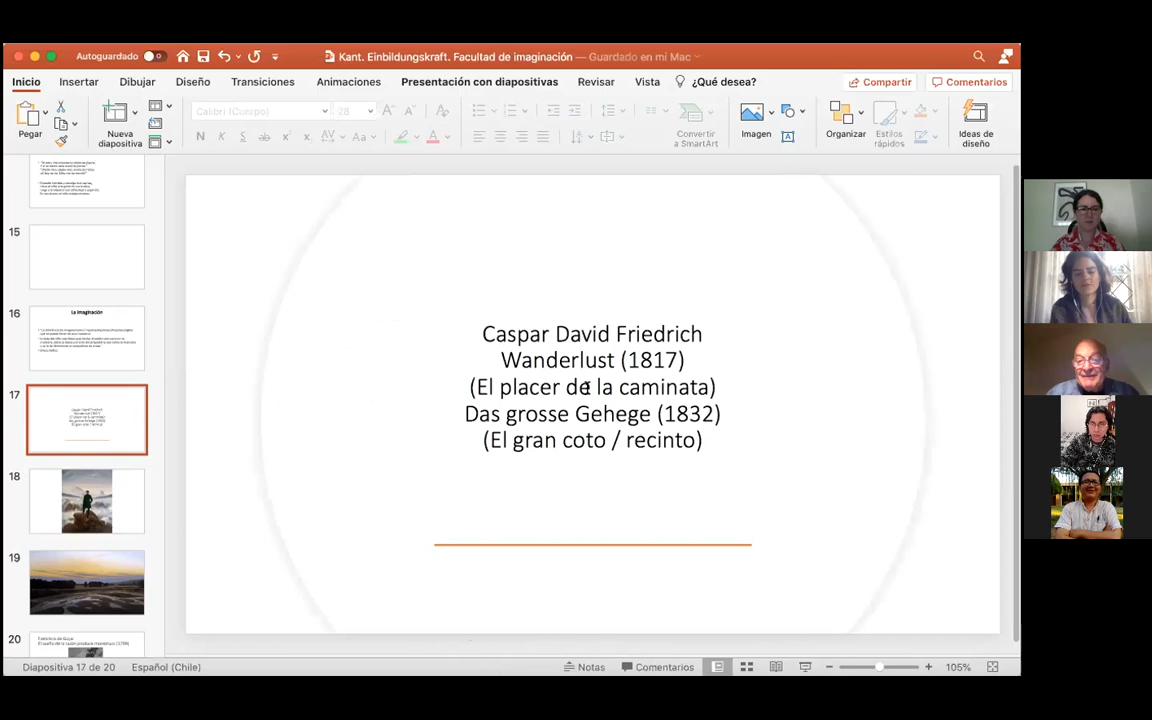 Autoguardado
Kant. Einbildungskraft. Facultad de imaginación — Guardado en mi Mac
Inicio Insertar Dibujar Diseño Transiciones Animaciones Presentación con diapositivas Revisar Vista ¿Qué desea? Compartir Comentarios
Calibri (Cuerpo) 28
Pegar Nueva diapositiva Convertir a SmartArt Imagen Organizar Estilos rápidos Ideas de diseño
N K S ab x x AV Aa A
15
16
La imaginación
17
18
19
20
Caspar David Friedrich
Wanderlust (1817)
(El placer de la caminata)
Das grosse Gehege (1832)
(El gran coto / recinto)
Diapositiva 17 de 20 Español (Chile) Notas Comentarios 105%